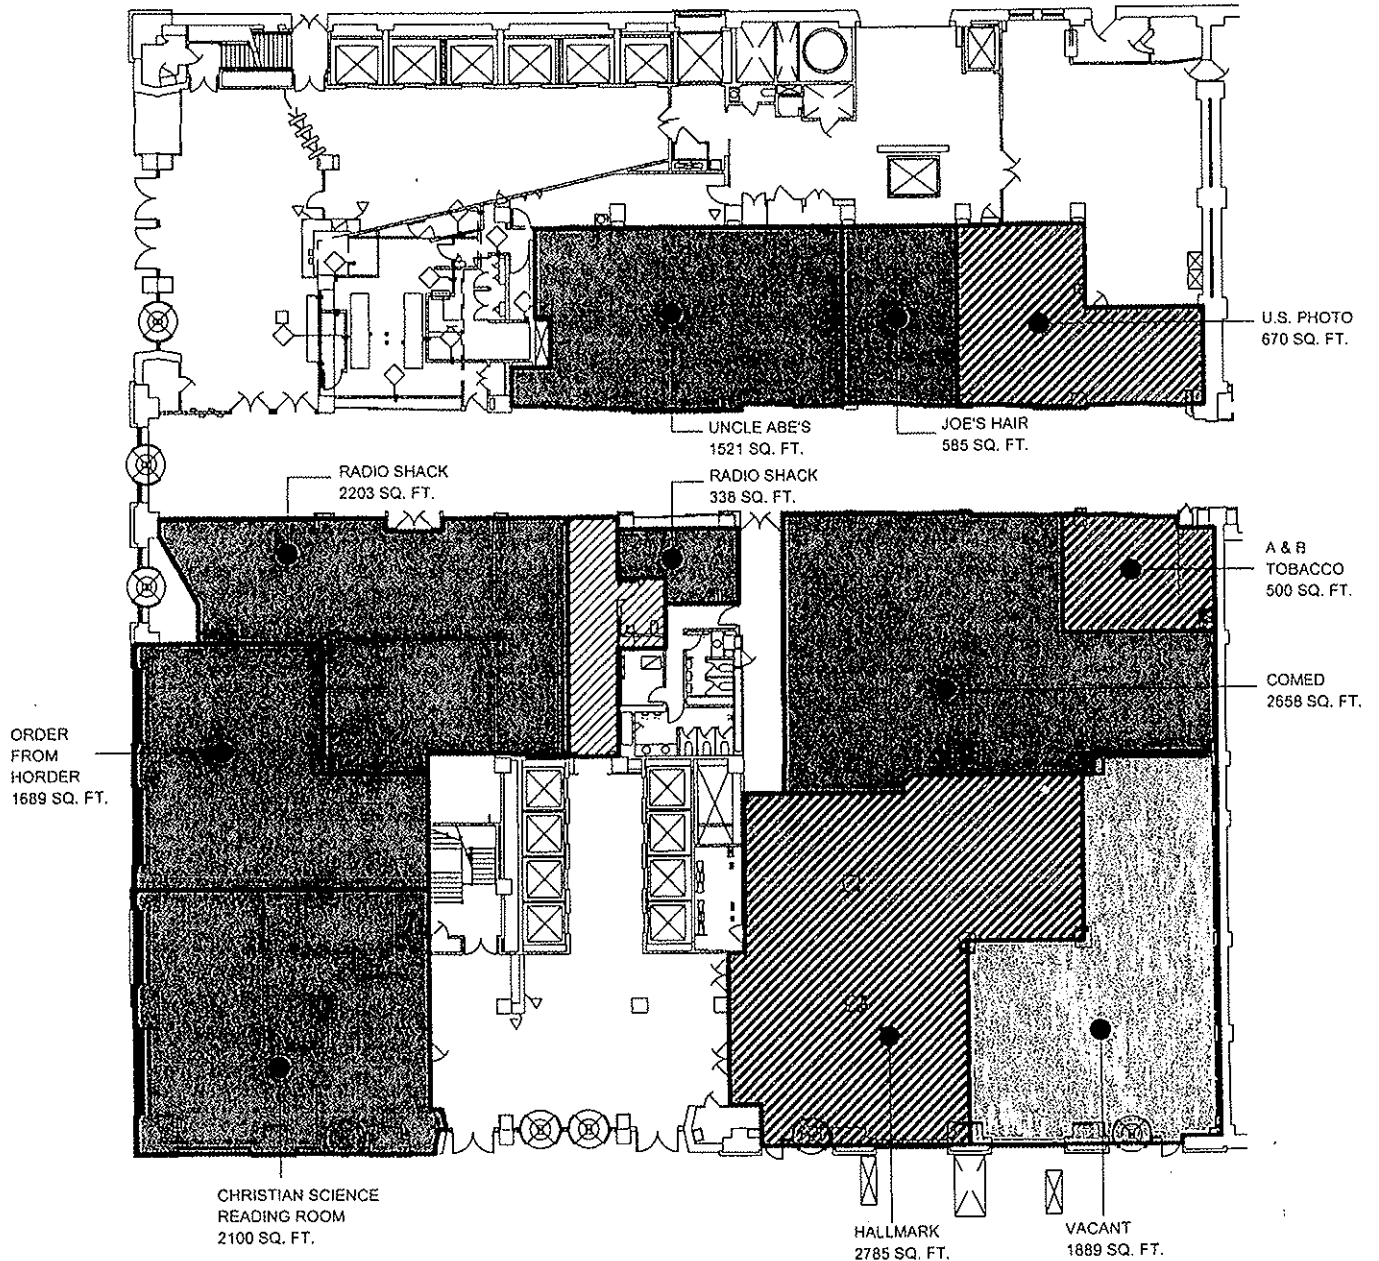 U.S. PHOTO
670 SQ. FT.
UNCLE ABE'S
1521 SQ. FT.
JOE'S HAIR
585 SQ. FT.
RADIO SHACK
2203 SQ. FT.
RADIO SHACK
338 SQ. FT.
A & B
TOBACCO
500 SQ. FT.
COMED
2658 SQ. FT.
ORDER
FROM
HORDER
1689 SQ. FT.
CHRISTIAN SCIENCE
READING ROOM
2100 SQ. FT.
HALLMARK
2785 SQ. FT.
VACANT
1889 SQ. FT.